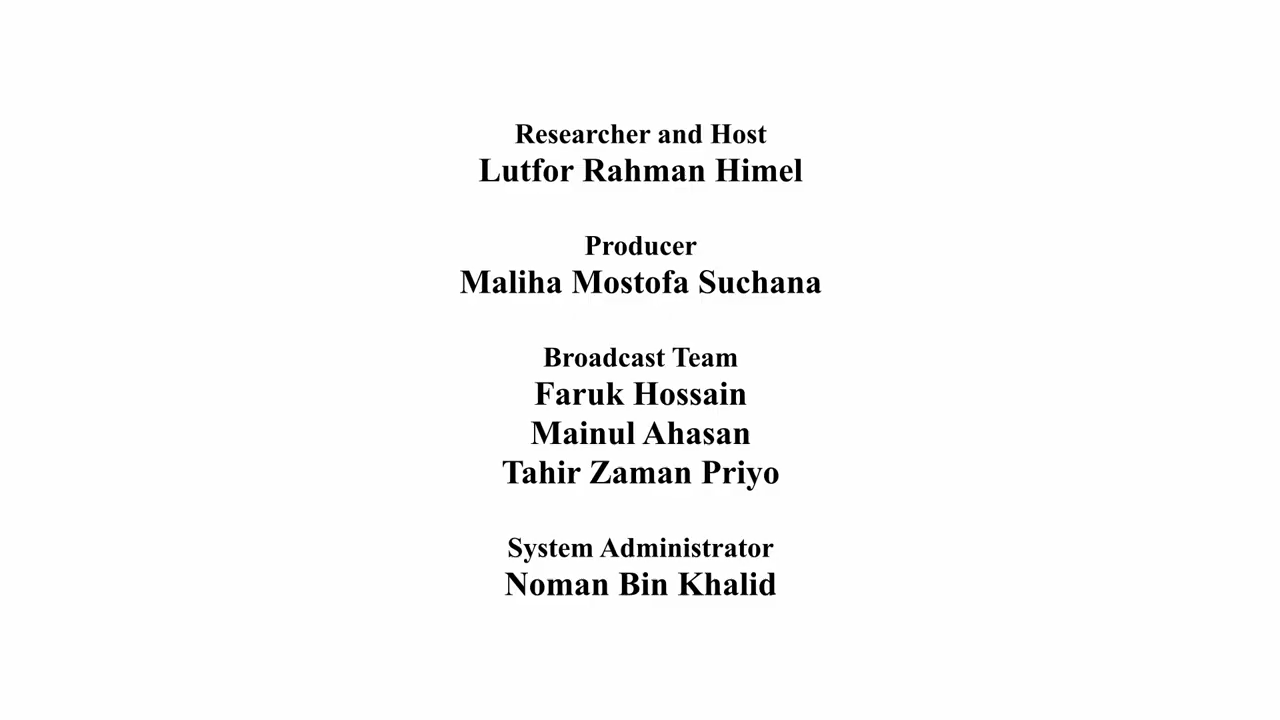 Researcher and Host
Lutfor Rahman Himel
Producer
Maliha Mostofa Suchana
Broadcast Team
Faruk Hossain
Mainul Ahasan
Tahir Zaman Priyo
System Administrator
Noman Bin Khalid